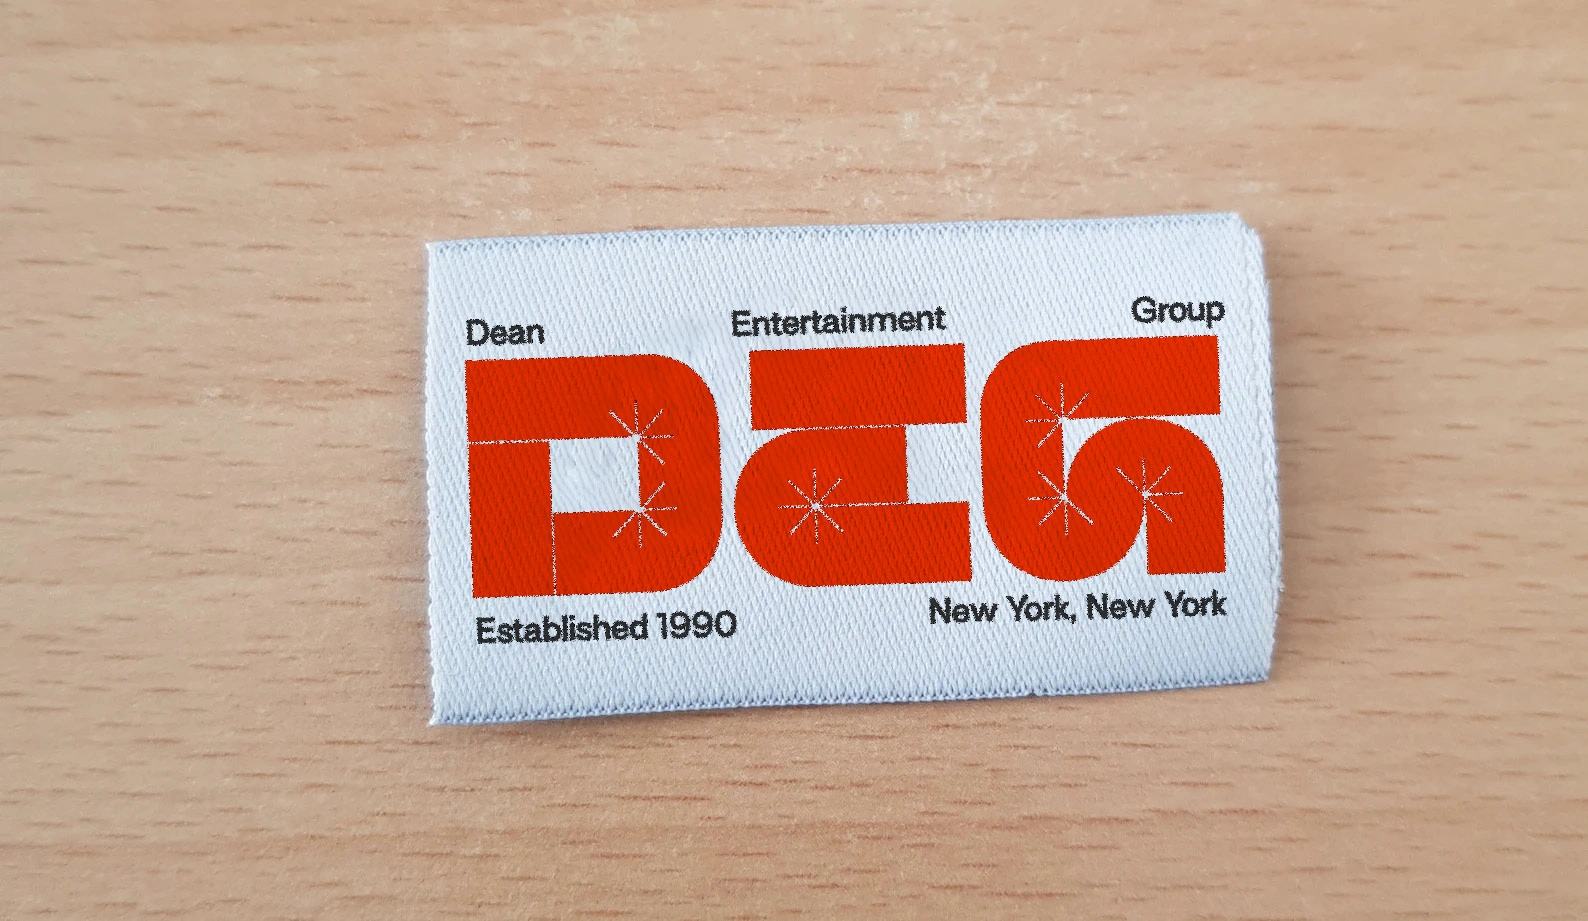 Dean Entertainment Group
DEG
Established 1990 New York, New York